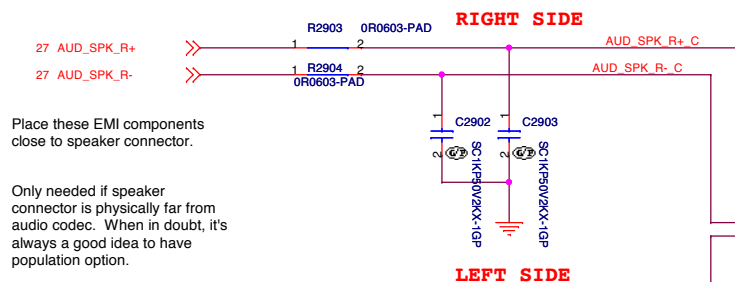 RIGHT SIDE
R2903 0R0603-PAD
27 AUD_SPK_R+ 1 2 AUD_SPK_R+_C
27 AUD_SPK_R- 1 R2904 2 AUD_SPK_R-_C
0R0603-PAD
Place these EMI components
close to speaker connector.
1 C2902 1 C2903
2 2
SC1KP50V2KX-1GP
SC1KP50V2KX-1GP
Only needed if speaker
connector is physically far from
audio codec. When in doubt, it's
always a good idea to have
population option.
LEFT SIDE